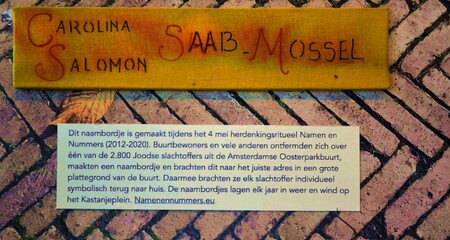 CAROLINA SAAB-MOSSEL
SALOMON
Dit naambordje is gemaakt tijdens het 4 mei herdenkingsritueel Namen en
Nummers (2012-2020). Buurtbewoners en vele anderen ontfermden zich over
één van de 2.800 Joodse slachtoffers uit de Amsterdamse Oosterparkbuurt,
maakten een naambordje en brachten dit naar het juiste adres in een grote
plattegrond van de buurt. Daarmee brachten ze elk slachtoffer individueel
symbolisch terug naar huis. De naambordjes lagen elk jaar in weer en wind op
het Kastanjeplein. Namenennummers.eu